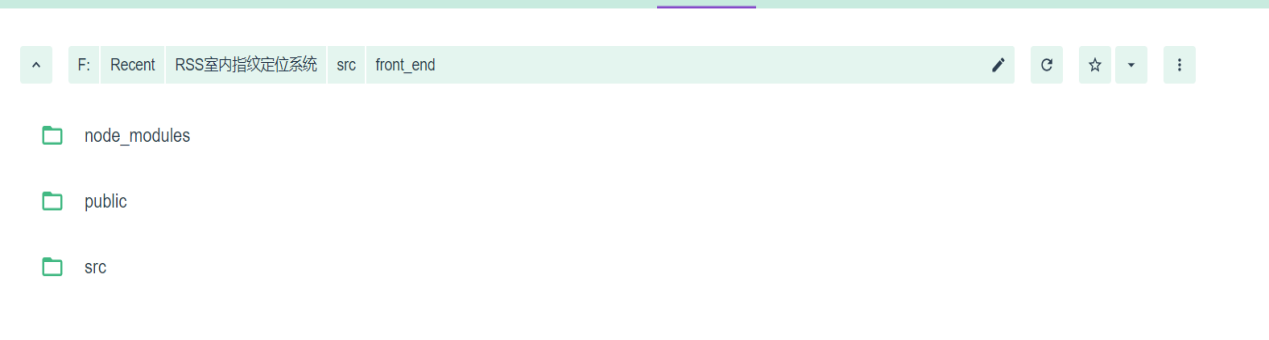 F: Recent RSS室内指纹定位系统 src front_end
node_modules
public
src